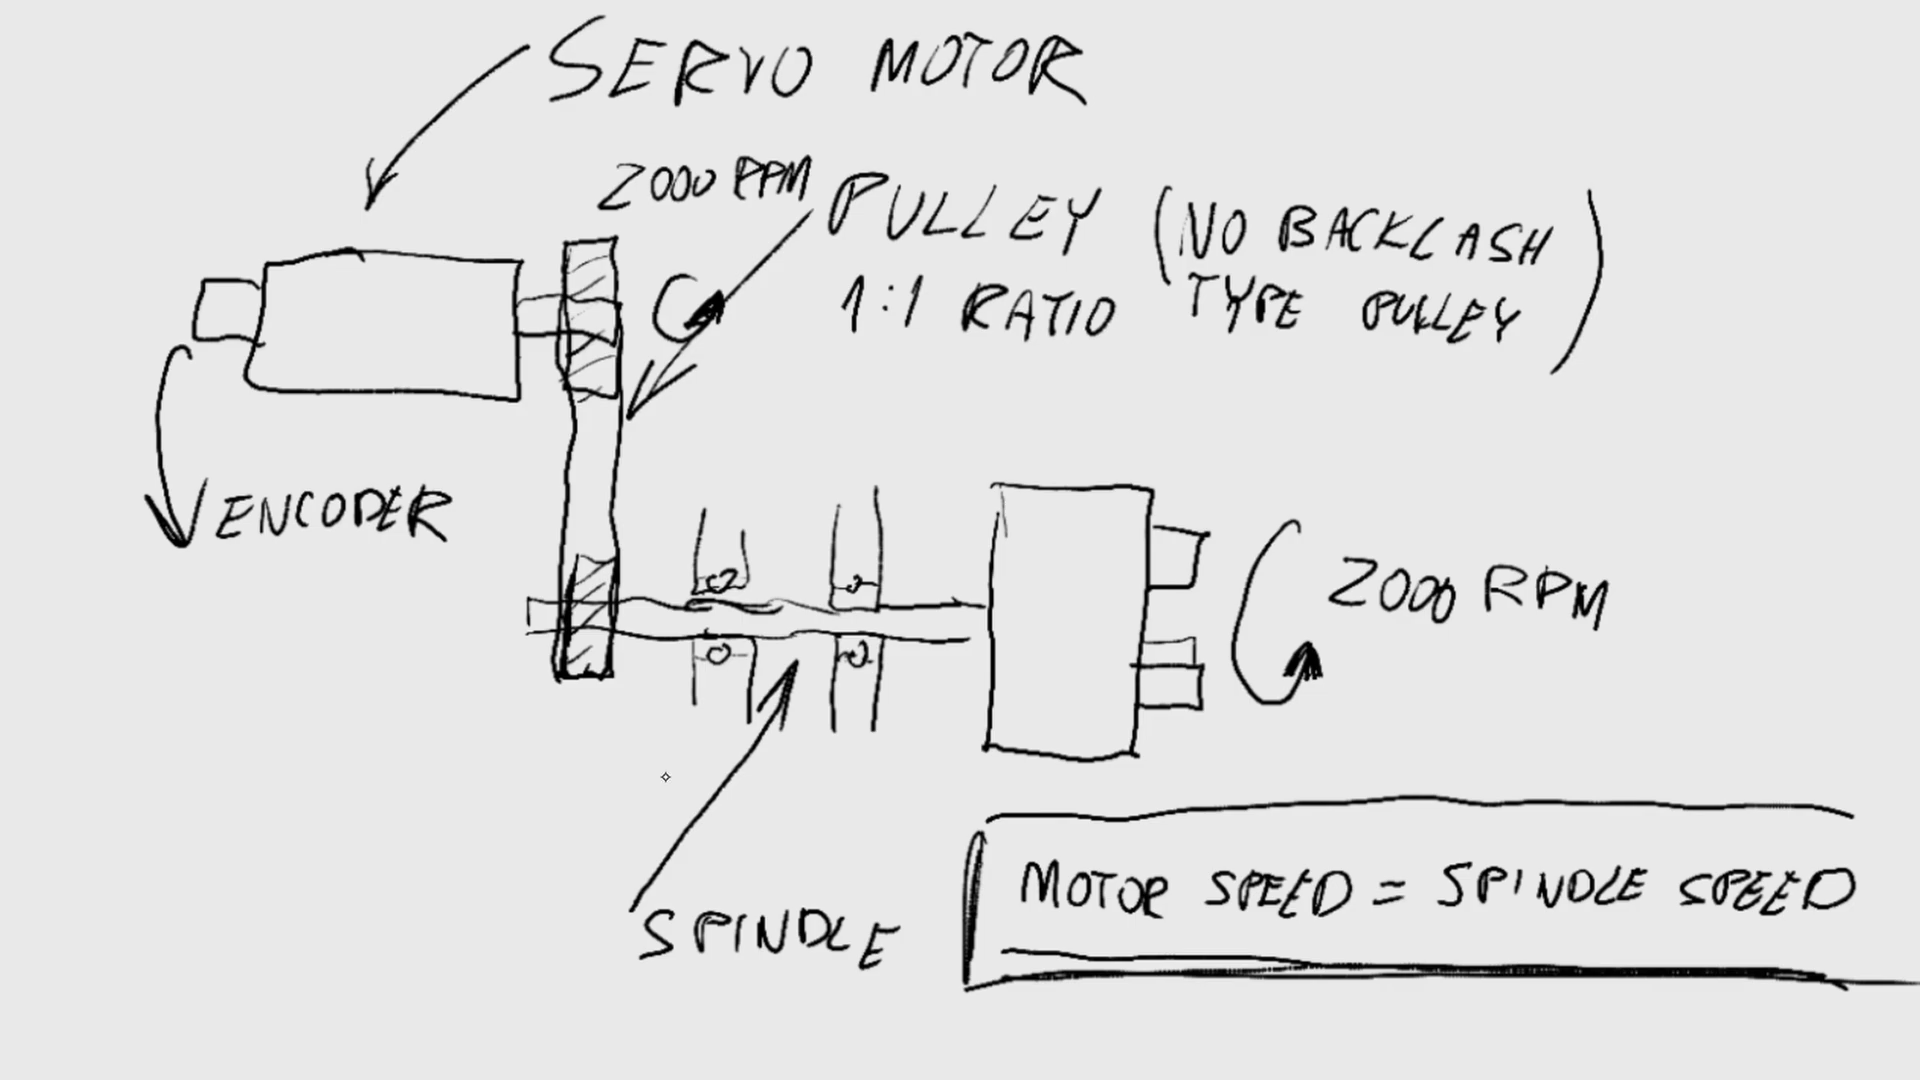 SERVO MOTOR
2000 RPM
PULLEY (NO BACKLASH
1:1 RATIO TYPE PULLEY)
ENCODER
2000 RPM
SPINDLE
MOTOR SPEED = SPINDLE SPEED